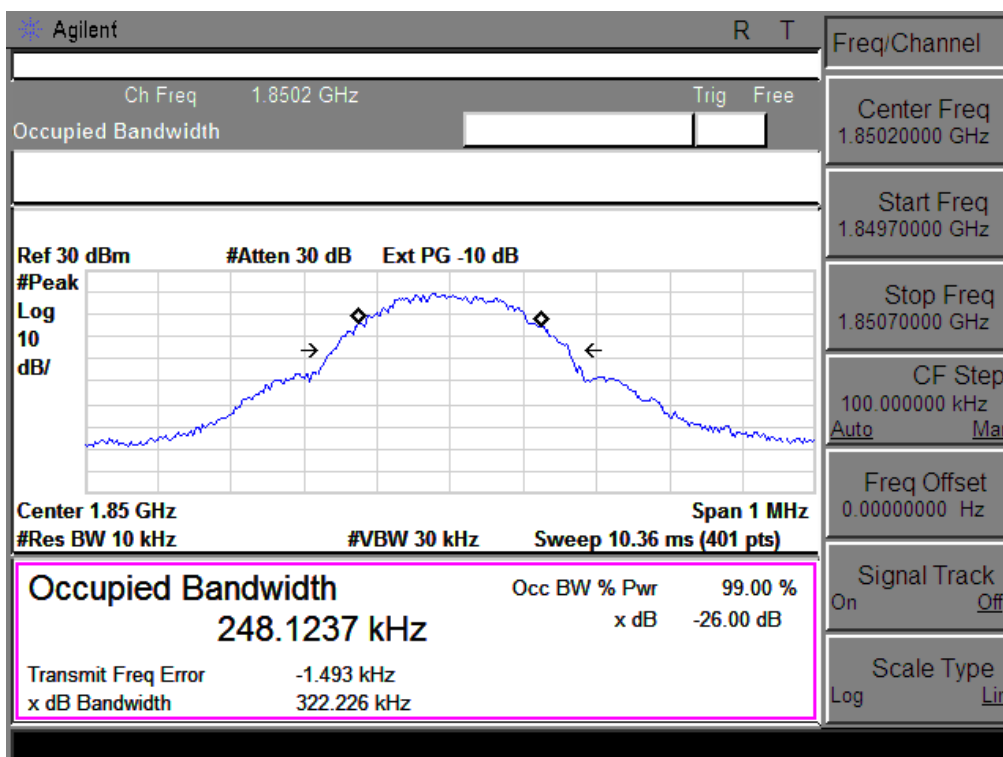 Agilent R T
Ch Freq 1.8502 GHz Trig Free
Occupied Bandwidth
Ref 30 dBm #Atten 30 dB Ext PG -10 dB
#Peak
Log
10
dB/
Center 1.85 GHz Span 1 MHz
#Res BW 10 kHz #VBW 30 kHz Sweep 10.36 ms (401 pts)
Occupied Bandwidth
248.1237 kHz
Occ BW % Pwr 99.00 %
x dB -26.00 dB
Transmit Freq Error -1.493 kHz
x dB Bandwidth 322.226 kHz
Freq/Channel
Center Freq
1.85020000 GHz
Start Freq
1.84970000 GHz
Stop Freq
1.85070000 GHz
CF Step
100.000000 kHz
Auto Ma
Freq Offset
0.00000000 Hz
Signal Track
On Off
Scale Type
Log Lin